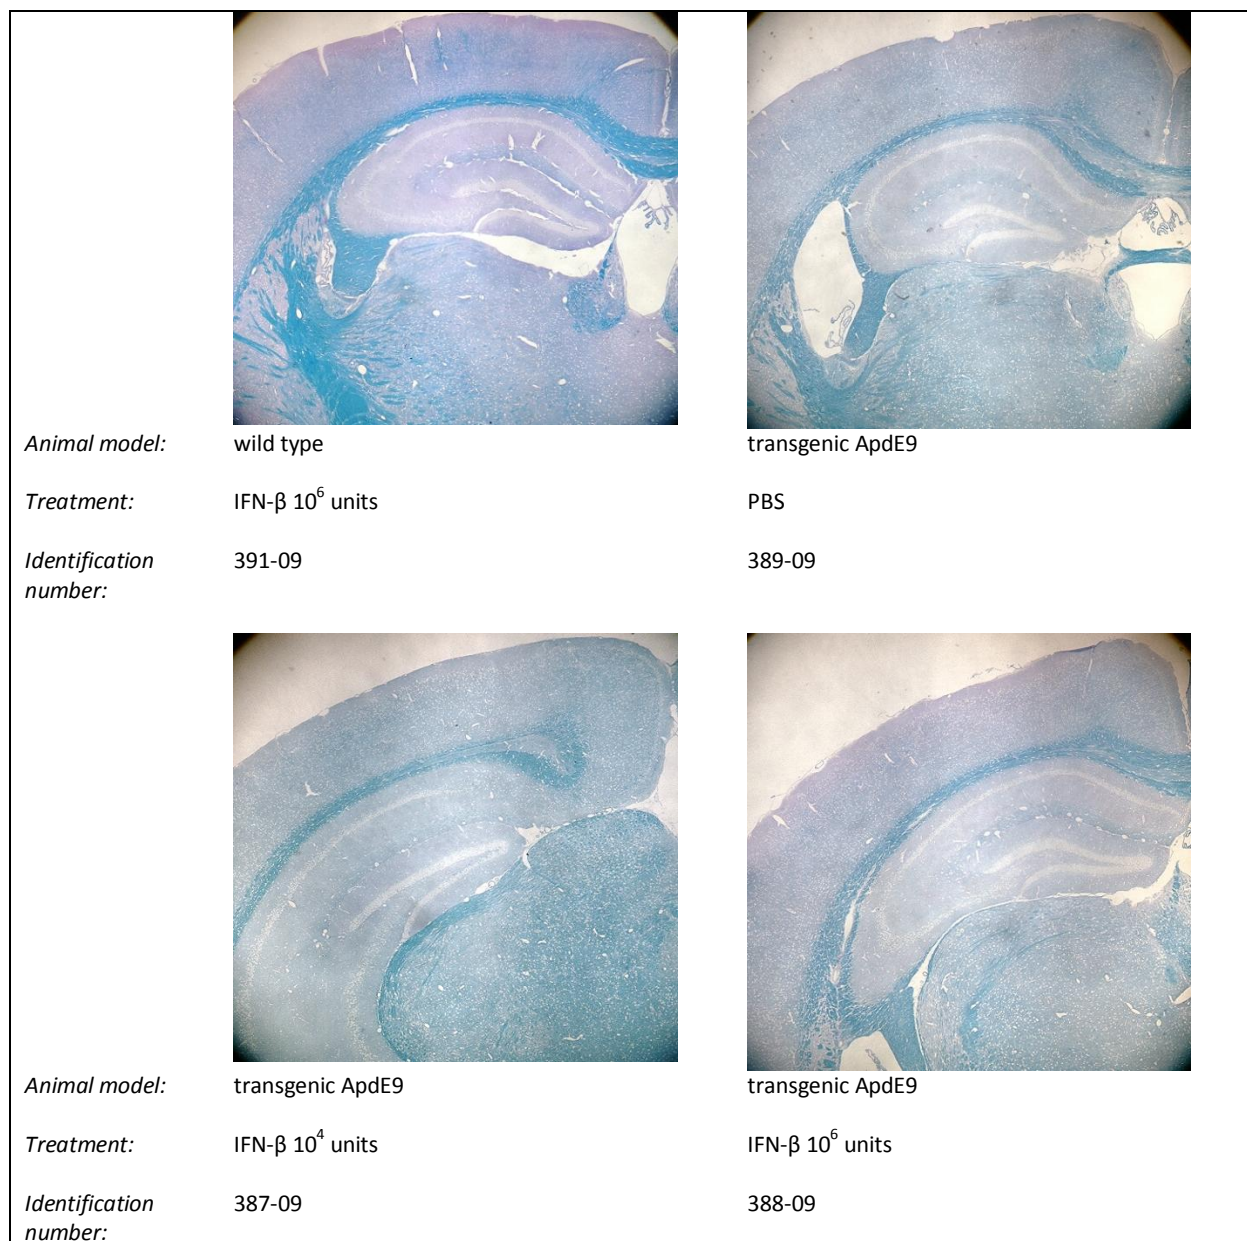 Animal model: wild type transgenic ApdE9
Treatment: IFN-β 10⁶ units PBS
Identification number: 391-09 389-09
Animal model: transgenic ApdE9 transgenic ApdE9
Treatment: IFN-β 10⁴ units IFN-β 10⁶ units
Identification number: 387-09 388-09